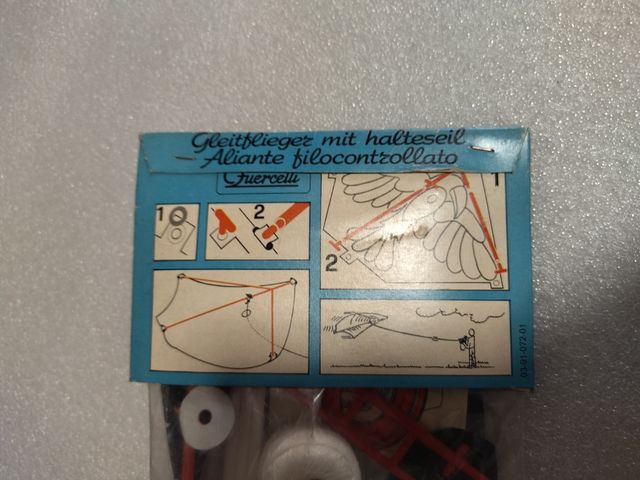 Gleitflieger mit halteseil
Aliante filocontrollato
Quercetti
1
2
1
2
03-91-072-01